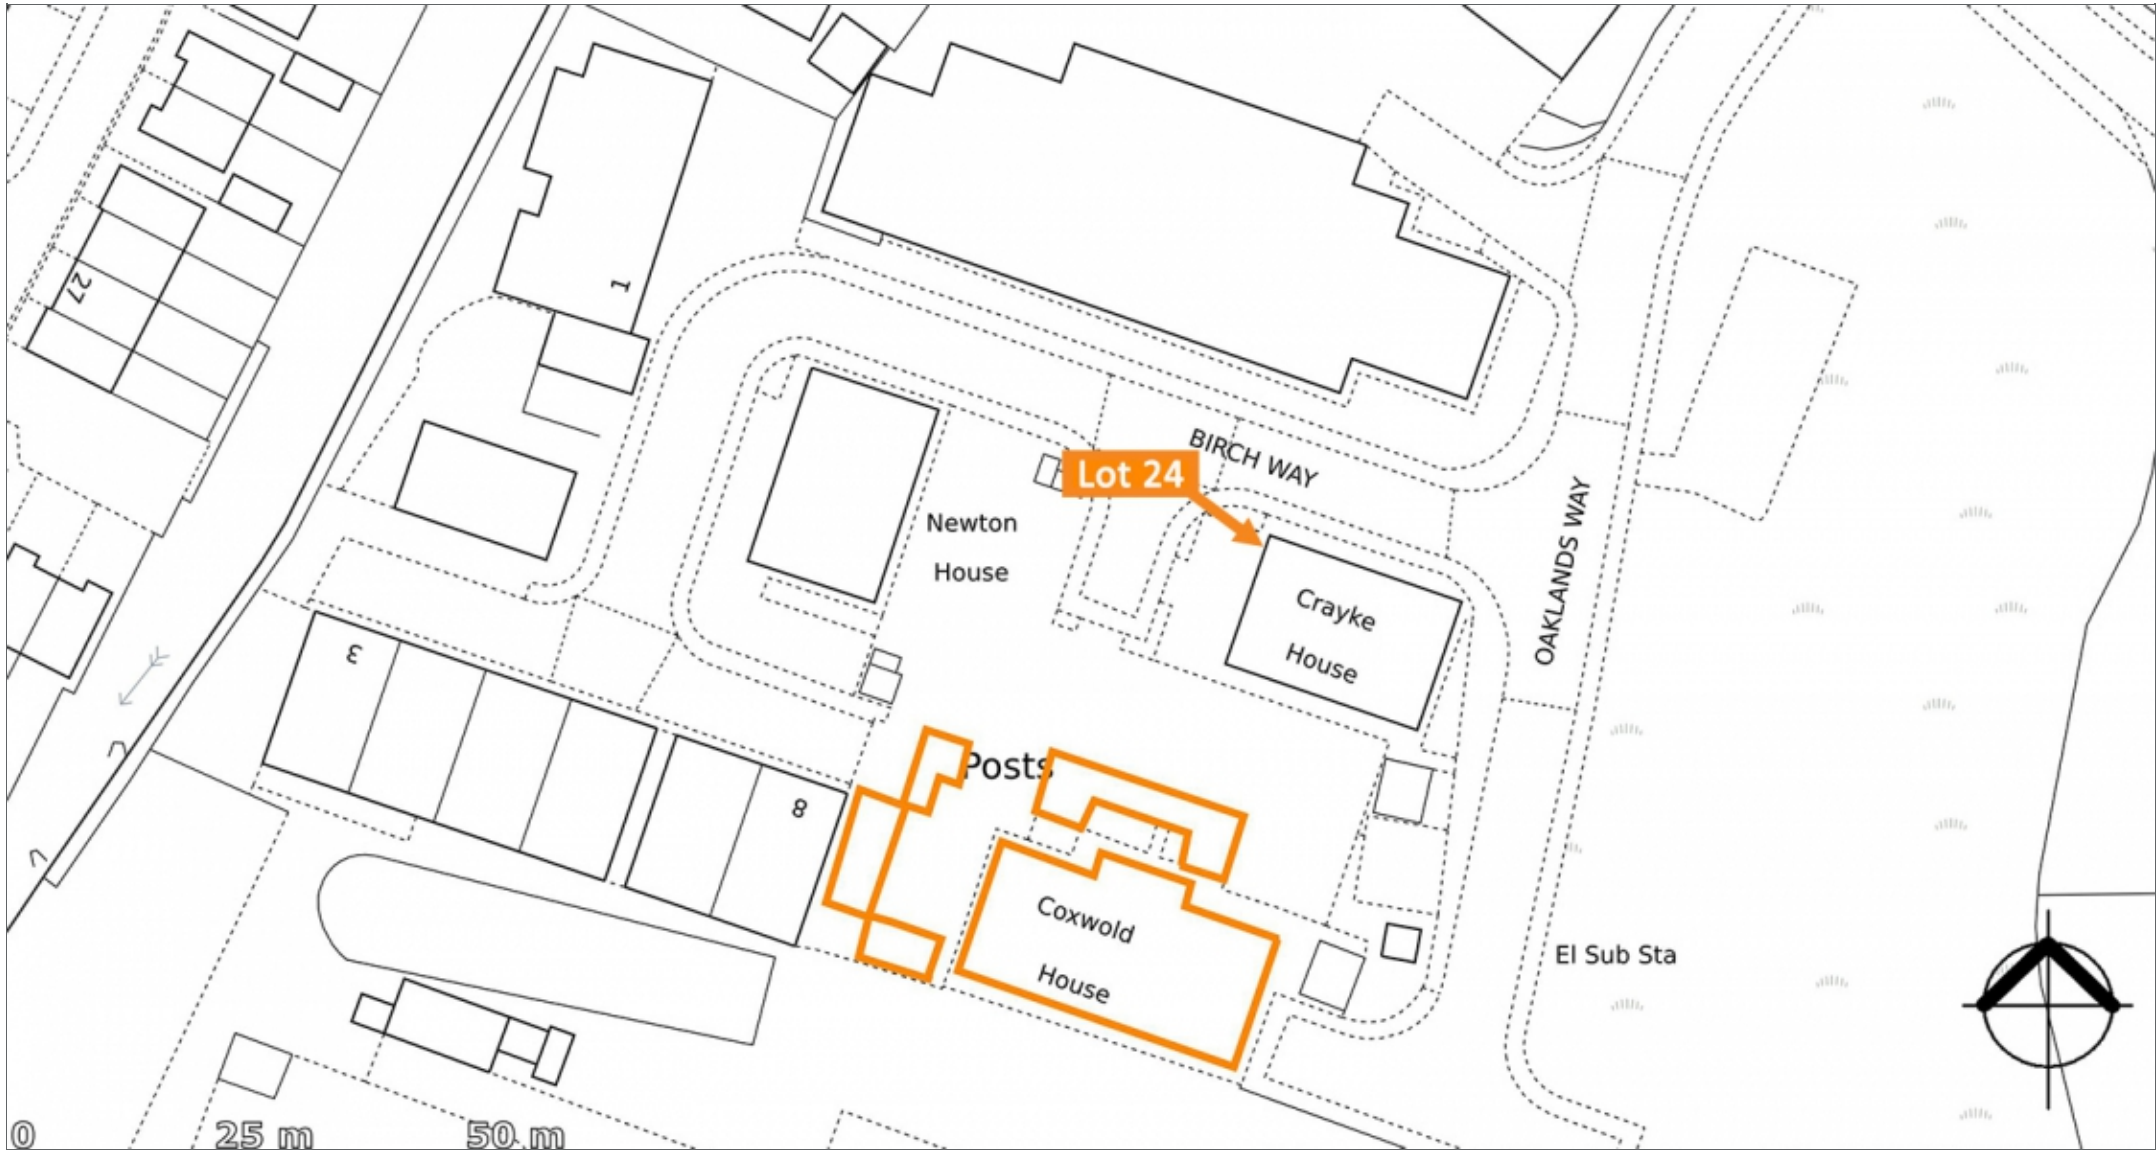 27
1
BIRCH WAY
Lot 24
Newton
House
OAKLANDS WAY
Crayke
House
3
Posts
8
Coxwold
House
El Sub Sta
0
25 m
50 m